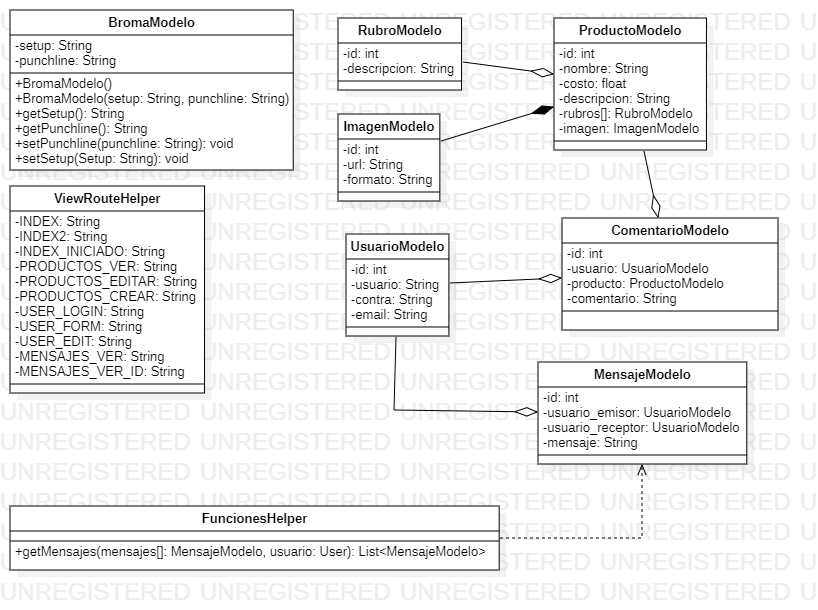 BromaModelo
-setup: String
-punchline: String
+BromaModelo()
+BromaModelo(setup: String, punchline: String)
+getSetup(): String
+getPunchline(): String
+setPunchline(punchline: String): void
+setSetup(Setup: String): void
RubroModelo
-id: int
-descripcion: String
ProductoModelo
-id: int
-nombre: String
-costo: float
-descripcion: String
-rubros[]: RubroModelo
-imagen: ImagenModelo
ImagenModelo
-id: int
-url: String
-formato: String
ViewRouteHelper
-INDEX: String
-INDEX2: String
-INDEX_INICIADO: String
-PRODUCTOS_VER: String
-PRODUCTOS_EDITAR: String
-PRODUCTOS_CREAR: String
-USER_LOGIN: String
-USER_FORM: String
-USER_EDIT: String
-MENSAJES_VER: String
-MENSAJES_VER_ID: String
UsuarioModelo
-id: int
-usuario: String
-contra: String
-email: String
ComentarioModelo
-id: int
-usuario: UsuarioModelo
-producto: ProductoModelo
-comentario: String
MensajeModelo
-id: int
-usuario_emisor: UsuarioModelo
-usuario_receptor: UsuarioModelo
-mensaje: String
FuncionesHelper
+getMensajes(mensajes[]: MensajeModelo, usuario: User): List<MensajeModelo>
UNREGISTERED UNREGISTERED UNREGISTERED UNREGISTERED